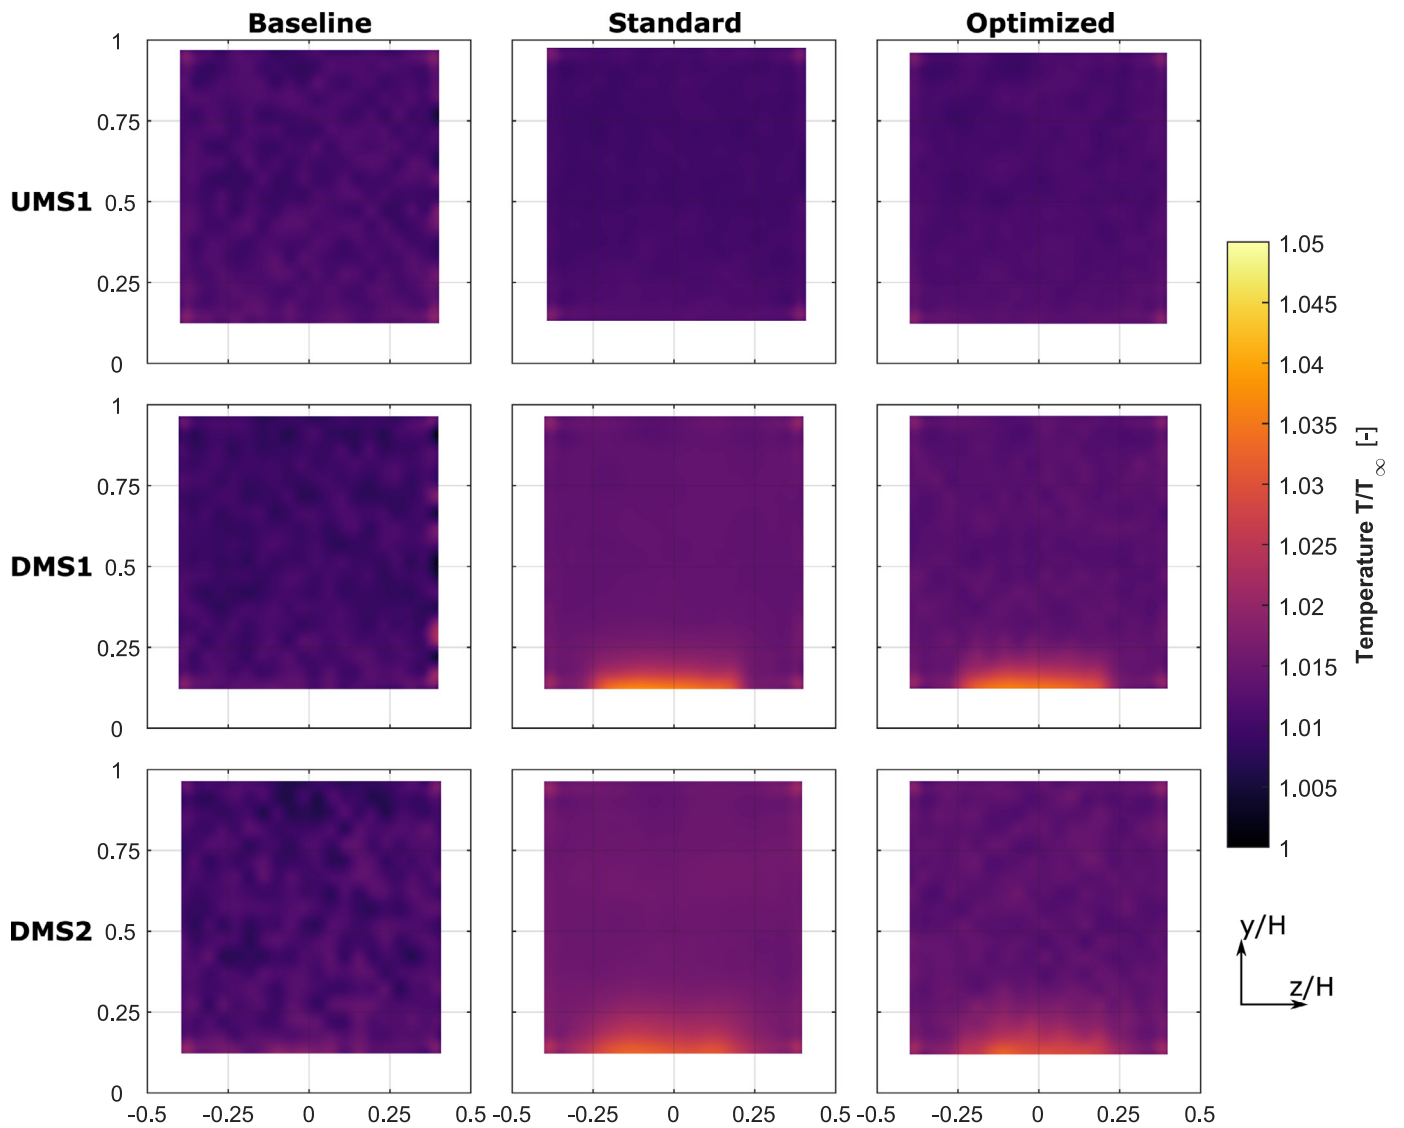 Baseline Standard Optimized
1
0.75
UMS1 0.5
0.25
0
1
0.75
DMS1 0.5
0.25
0
1
0.75
DMS2 0.5
0.25
0
-0.5 -0.25 0 0.25 0.5 -0.5 -0.25 0 0.25 0.5 -0.5 -0.25 0 0.25 0.5
1.05
1.045
1.04
1.035
1.03
1.025
1.02
1.015
1.01
1.005
1
Temperature T/T∞ [-]
y/H
z/H